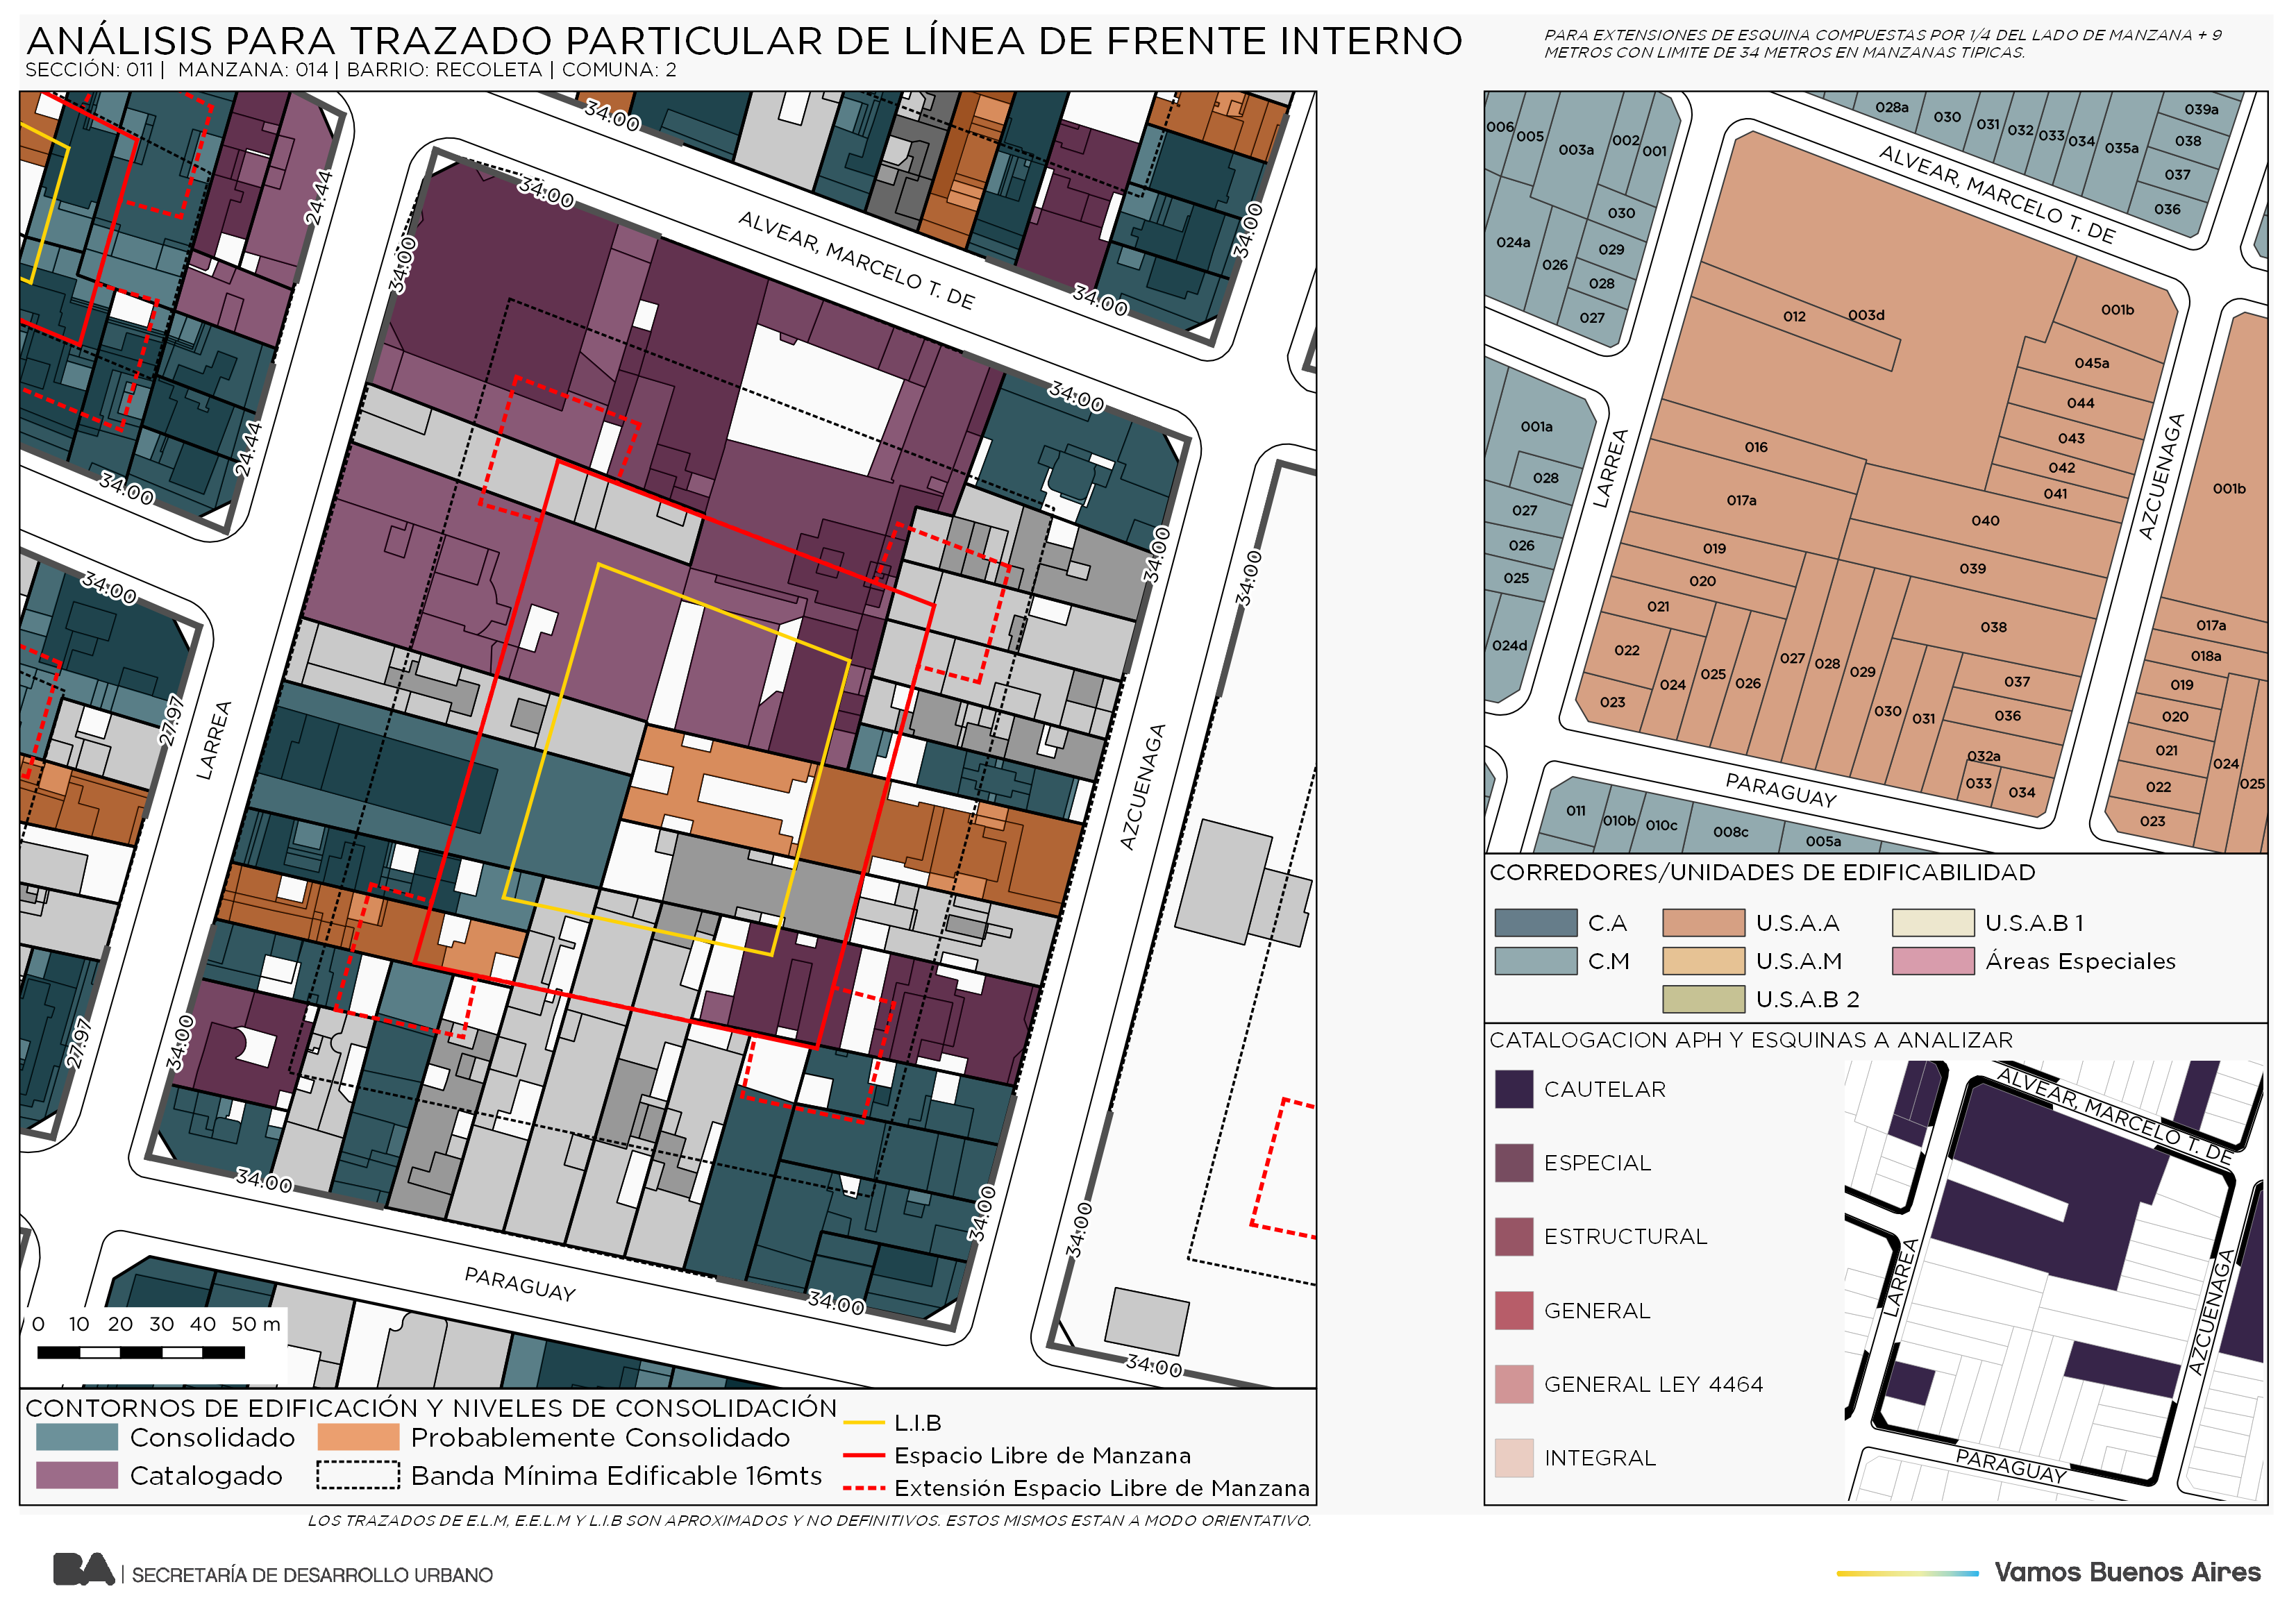 ANÁLISIS PARA TRAZADO PARTICULAR DE LÍNEA DE FRENTE INTERNO
SECCIÓN: 011 | MANZANA: 014 | BARRIO: RECOLETA | COMUNA: 2
PARA EXTENSIONES DE ESQUINA COMPUESTAS POR 1/4 DEL LADO DE MANZANA + 9
METROS CON LIMITE DE 34 METROS EN MANZANAS TIPICAS.
34:00
24.44
34:00
34:00
34:00
34:00
ALVEAR, MARCELO T. DE
34:00
24.44
34:00
34:00
34:00
34:00
27.97
LARREA
AZCUENAGA
27.97
34:00
34:00
34:00
34:00
34:00
34:00
PARAGUAY
0 10 20 30 40 50 m
CONTORNOS DE EDIFICACIÓN Y NIVELES DE CONSOLIDACIÓN
Consolidado
Probablemente Consolidado
Catalogado
Banda Mínima Edificable 16mts
L.I.B
Espacio Libre de Manzana
Extensión Espacio Libre de Manzana
LOS TRAZADOS DE E.L.M, E.E.L.M Y L.I.B SON APROXIMADOS Y NO DEFINITIVOS. ESTOS MISMOS ESTAN A MODO ORIENTATIVO.
006
005
003a
002
001
030
029
028
027
024a
026
028a
030
031
032
033
034
035a
039a
038
037
036
ALVEAR, MARCELO T. DE
001b
012
003d
045a
044
043
042
041
016
017a
040
039
019
020
021
022
023
024
025
026
027
028
029
030
031
038
037
036
032a
033
034
001a
028
027
026
025
024d
LARREA
AZCUENAGA
PARAGUAY
001b
017a
018a
019
020
021
022
023
024
025
011
010b
010c
008c
005a
CORREDORES/UNIDADES DE EDIFICABILIDAD
C.A
U.S.A.A
U.S.A.B 1
C.M
U.S.A.M
Áreas Especiales
U.S.A.B 2
CATALOGACION APH Y ESQUINAS A ANALIZAR
CAUTELAR
ESPECIAL
ESTRUCTURAL
GENERAL
GENERAL LEY 4464
INTEGRAL
ALVEAR, MARCELO T. DE
LARREA
AZCUENAGA
PARAGUAY
BA | SECRETARÍA DE DESARROLLO URBANO
Vamos Buenos Aires